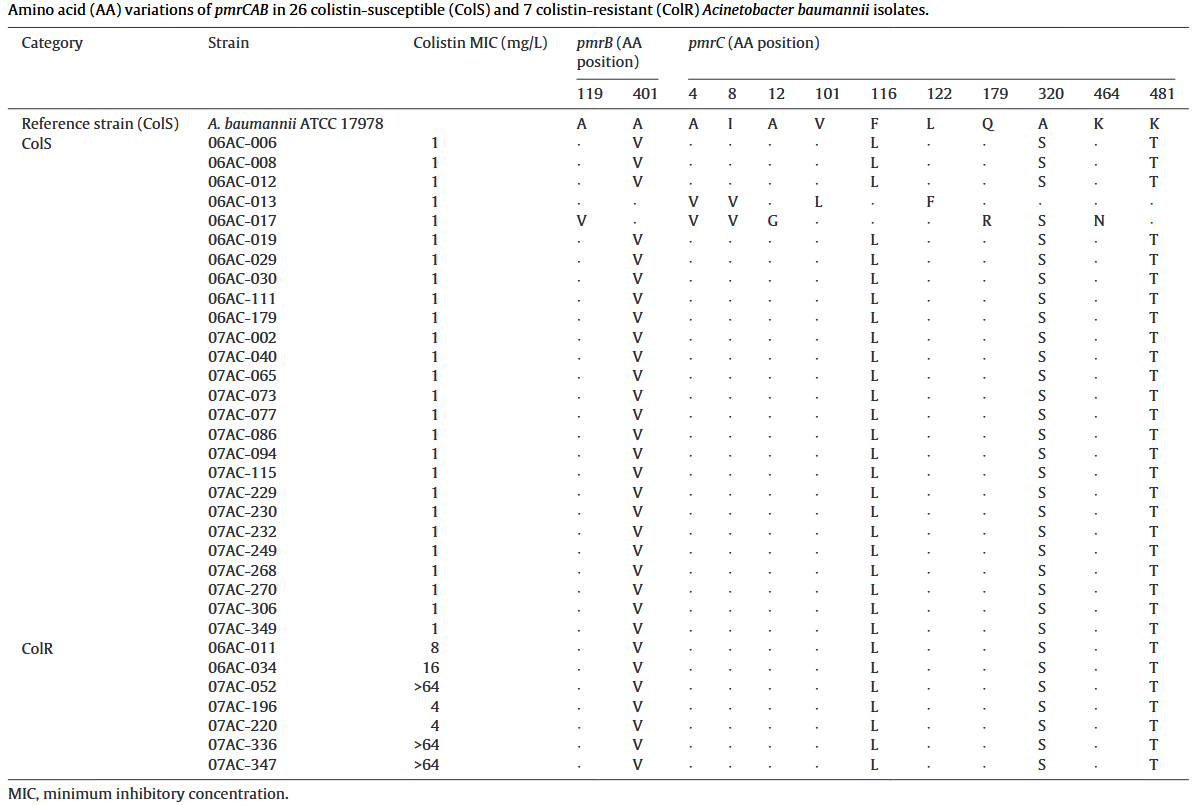 Amino acid (AA) variations of pmrCAB in 26 colistin-susceptible (ColS) and 7 colistin-resistant (ColR) Acinetobacter baumannii isolates.
Category Strain Colistin MIC (mg/L) pmrB (AA position) pmrC (AA position)
119 401 4 8 12 101 116 122 179 320 464 481
Reference strain (ColS) A. baumannii ATCC 17978 A A A I A V F L Q A K K
ColS 06AC-006 1 . V . . . . L . . S . T
06AC-008 1 . V . . . . L . . S . T
06AC-012 1 . V . . . . L . . S . T
06AC-013 1 . . V V . L . F . . . .
06AC-017 1 V . V V G . . . R S N .
06AC-019 1 . V . . . . L . . S . T
06AC-029 1 . V . . . . L . . S . T
06AC-030 1 . V . . . . L . . S . T
06AC-111 1 . V . . . . L . . S . T
06AC-179 1 . V . . . . L . . S . T
07AC-002 1 . V . . . . L . . S . T
07AC-040 1 . V . . . . L . . S . T
07AC-065 1 . V . . . . L . . S . T
07AC-073 1 . V . . . . L . . S . T
07AC-077 1 . V . . . . L . . S . T
07AC-086 1 . V . . . . L . . S . T
07AC-094 1 . V . . . . L . . S . T
07AC-115 1 . V . . . . L . . S . T
07AC-229 1 . V . . . . L . . S . T
07AC-230 1 . V . . . . L . . S . T
07AC-232 1 . V . . . . L . . S . T
07AC-249 1 . V . . . . L . . S . T
07AC-268 1 . V . . . . L . . S . T
07AC-270 1 . V . . . . L . . S . T
07AC-306 1 . V . . . . L . . S . T
07AC-349 1 . V . . . . L . . S . T
ColR 06AC-011 8 . V . . . . L . . S . T
06AC-034 16 . V . . . . L . . S . T
07AC-052 >64 . V . . . . L . . S . T
07AC-196 4 . V . . . . L . . S . T
07AC-220 4 . V . . . . L . . S . T
07AC-336 >64 . V . . . . L . . S . T
07AC-347 >64 . V . . . . L . . S . T
MIC, minimum inhibitory concentration.